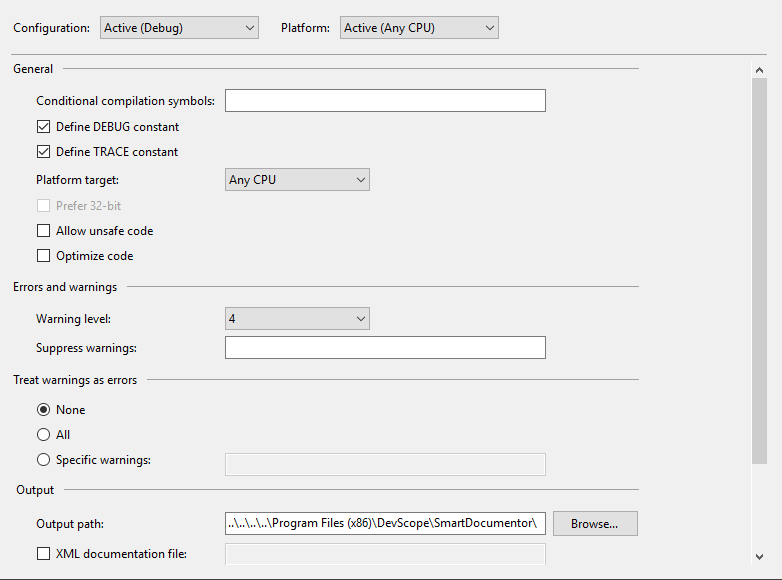 Configuration: Active (Debug) Platform: Active (Any CPU)
General
Conditional compilation symbols:
Define DEBUG constant
Define TRACE constant
Platform target: Any CPU
Prefer 32-bit
Allow unsafe code
Optimize code
Errors and warnings
Warning level: 4
Suppress warnings:
Treat warnings as errors
None
All
Specific warnings:
Output
Output path: ..\..\..\..\Program Files (x86)\DevScope\SmartDocumentor\ Browse...
XML documentation file: